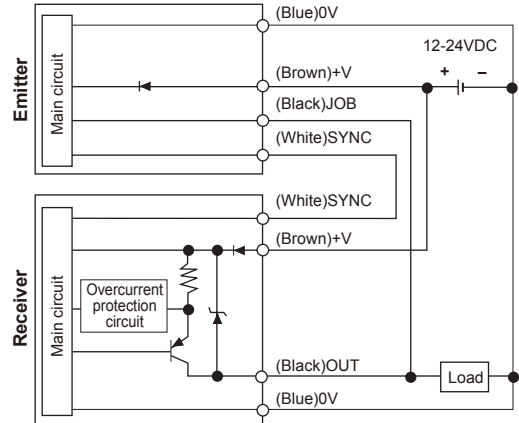 (Blue)0V
12-24VDC
+ −
(Brown)+V
(Black)JOB
(White)SYNC
Emitter
Main circuit
(White)SYNC
(Brown)+V
Overcurrent
protection
circuit
Receiver
Main circuit
(Black)OUT
Load
(Blue)0V